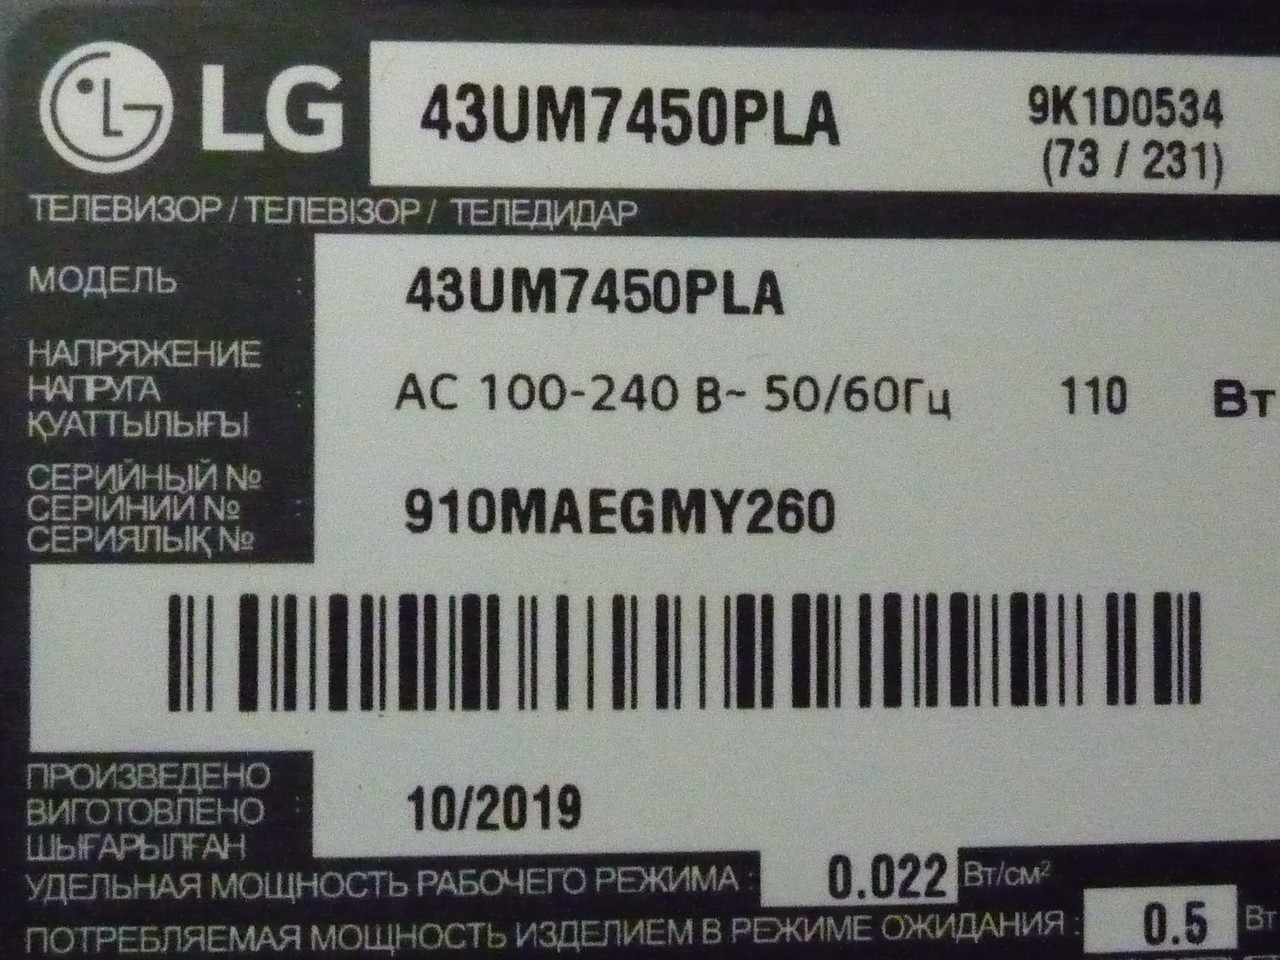 LG 43UM7450PLA 9K1D0534
(73 / 231)
ТЕЛЕВИЗОР / ТЕЛЕВІЗОР / ТЕЛЕДИДАР
МОДЕЛЬ : 43UM7450PLA
НАПРЯЖЕНИЕ
НАПРУГА : AC 100-240 В~ 50/60Гц 110 Вт
ҚУАТТЫЛЫҒЫ
СЕРИЙНЫЙ №
СЕРІЙНИЙ № : 910MAEGMY260
СЕРИЯЛЫҚ №
ПРОИЗВЕДЕНО
ВИГОТОВЛЕНО : 10/2019
ШЫҒАРЫЛҒАН
УДЕЛЬНАЯ МОЩНОСТЬ РАБОЧЕГО РЕЖИМА : 0.022 Вт/см²
ПОТРЕБЛЯЕМАЯ МОЩНОСТЬ ИЗДЕЛИЕМ В РЕЖИМЕ ОЖИДАНИЯ : 0.5 Вт